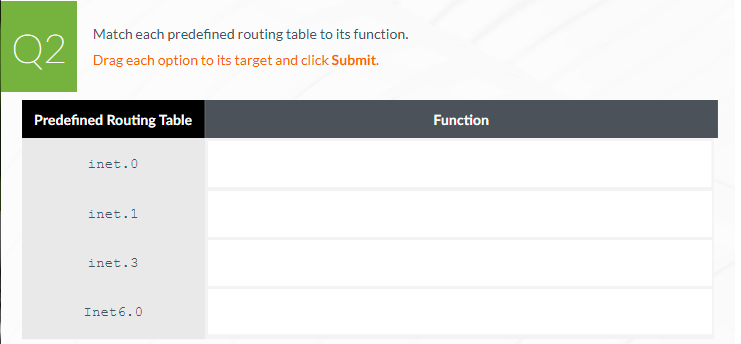 Q2
Match each predefined routing table to its function.
Drag each option to its target and click Submit.
Predefined Routing Table
Function
inet.0
inet.1
inet.3
Inet6.0